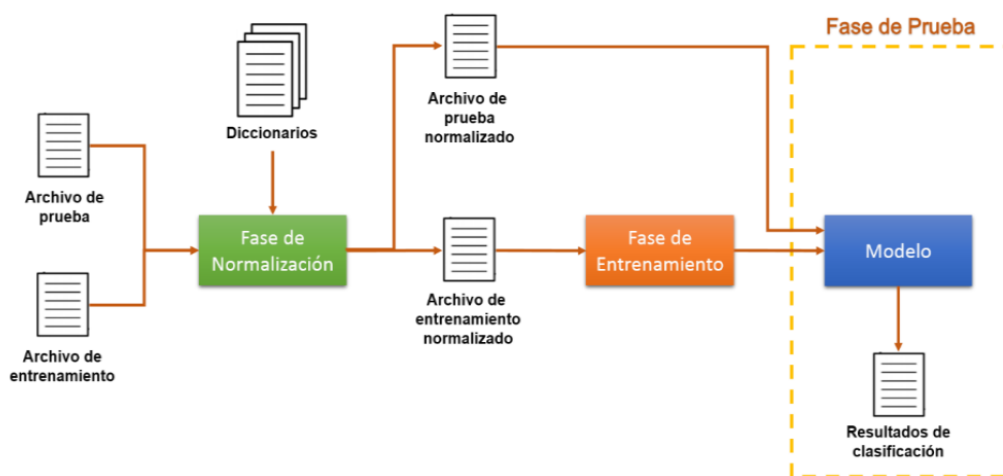 Fase de Prueba
Diccionarios
Archivo de
prueba
normalizado
Archivo de
prueba
Fase de
Normalización
Fase de
Entrenamiento
Modelo
Archivo de
entrenamiento
Archivo de
entrenamiento
normalizado
Resultados de
clasificación